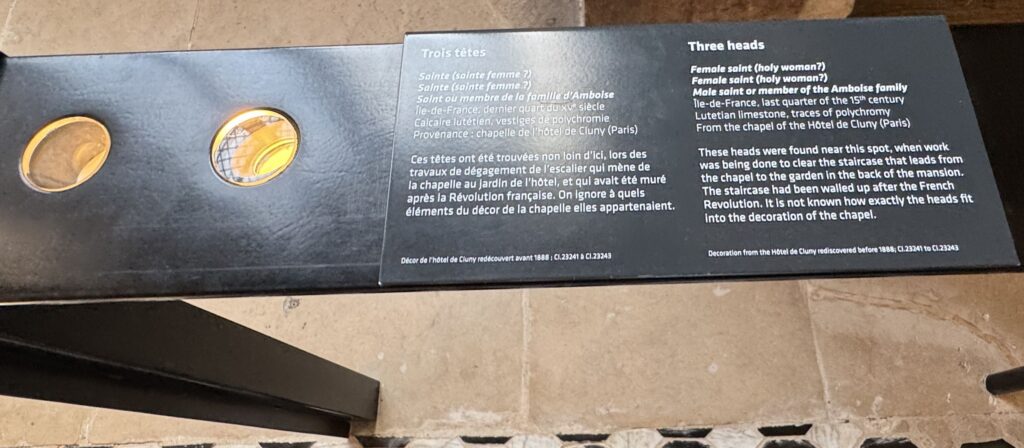 Trois têtes
Sainte (sainte femme ?)
Sainte (sainte femme ?)
Saint ou membre de la famille d'Amboise
Île-de-France, dernier quart du XVe siècle
Calcaire lutétien, vestiges de polychromie
Provenance : chapelle de l'hôtel de Cluny (Paris)
Ces têtes ont été trouvées non loin d'ici, lors des
travaux de dégagement de l'escalier qui mène de
la chapelle au jardin de l'hôtel, et qui avait été muré
après la Révolution française. On ignore à quels
éléments du décor de la chapelle elles appartenaient.
Décor de l'hôtel de Cluny redécouvert avant 1888 ; Cl.23241 à Cl.23243
Three heads
Female saint (holy woman?)
Female saint (holy woman?)
Male saint or member of the Amboise family
Île-de-France, last quarter of the 15th century
Lutetian limestone, traces of polychromy
From the chapel of the Hôtel de Cluny (Paris)
These heads were found near this spot, when work
was being done to clear the staircase that leads from
the chapel to the garden in the back of the mansion.
The staircase had been walled up after the French
Revolution. It is not known how exactly the heads fit
into the decoration of the chapel.
Decoration from the Hôtel de Cluny rediscovered before 1888; Cl.23241 to Cl.23243